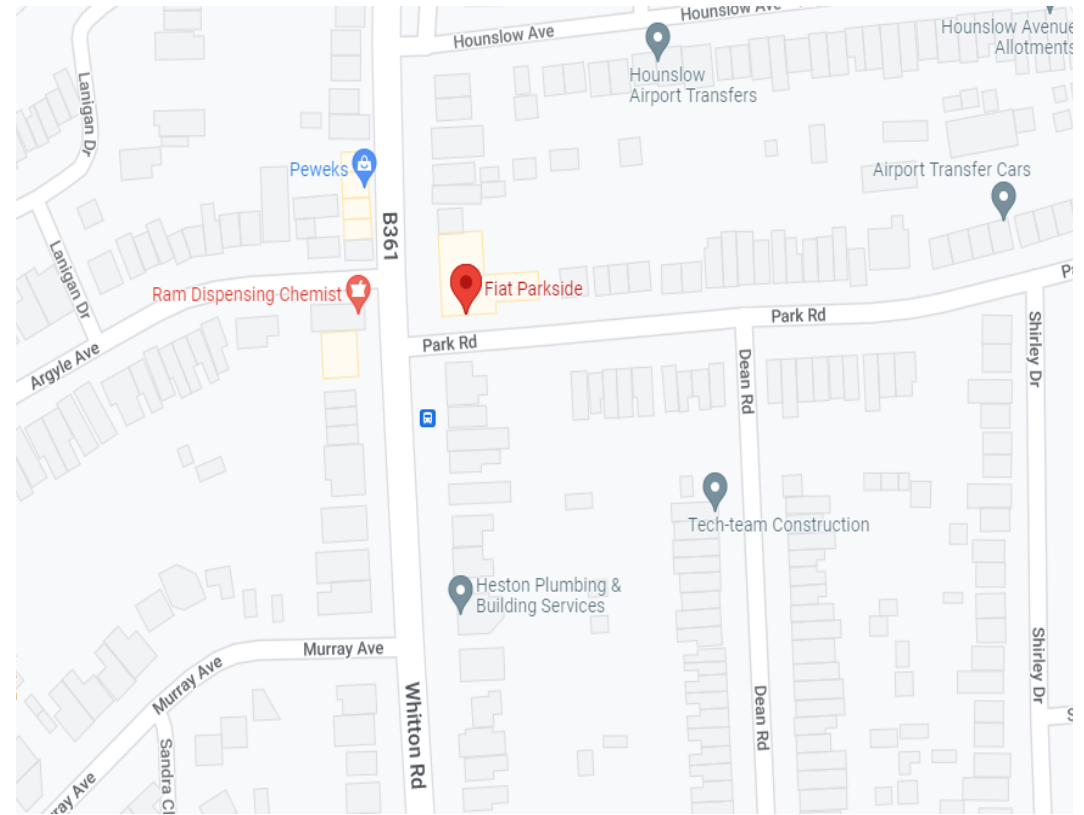 Hounslow Ave
Hounslow Ave
Hounslow Avenue
Allotments
Lanigan Dr
Hounslow
Airport Transfers
Peweks
Airport Transfer Cars
B361
Lanigan Dr
Ram Dispensing Chemist
Fiat Parkside
Park Rd
Park Rd
Shirley Dr
Argyle Ave
Dean Rd
Tech-team Construction
Heston Plumbing &
Building Services
Murray Ave
Murray Ave
Whitton Rd
Shirley Dr
Dean Rd
Sandra